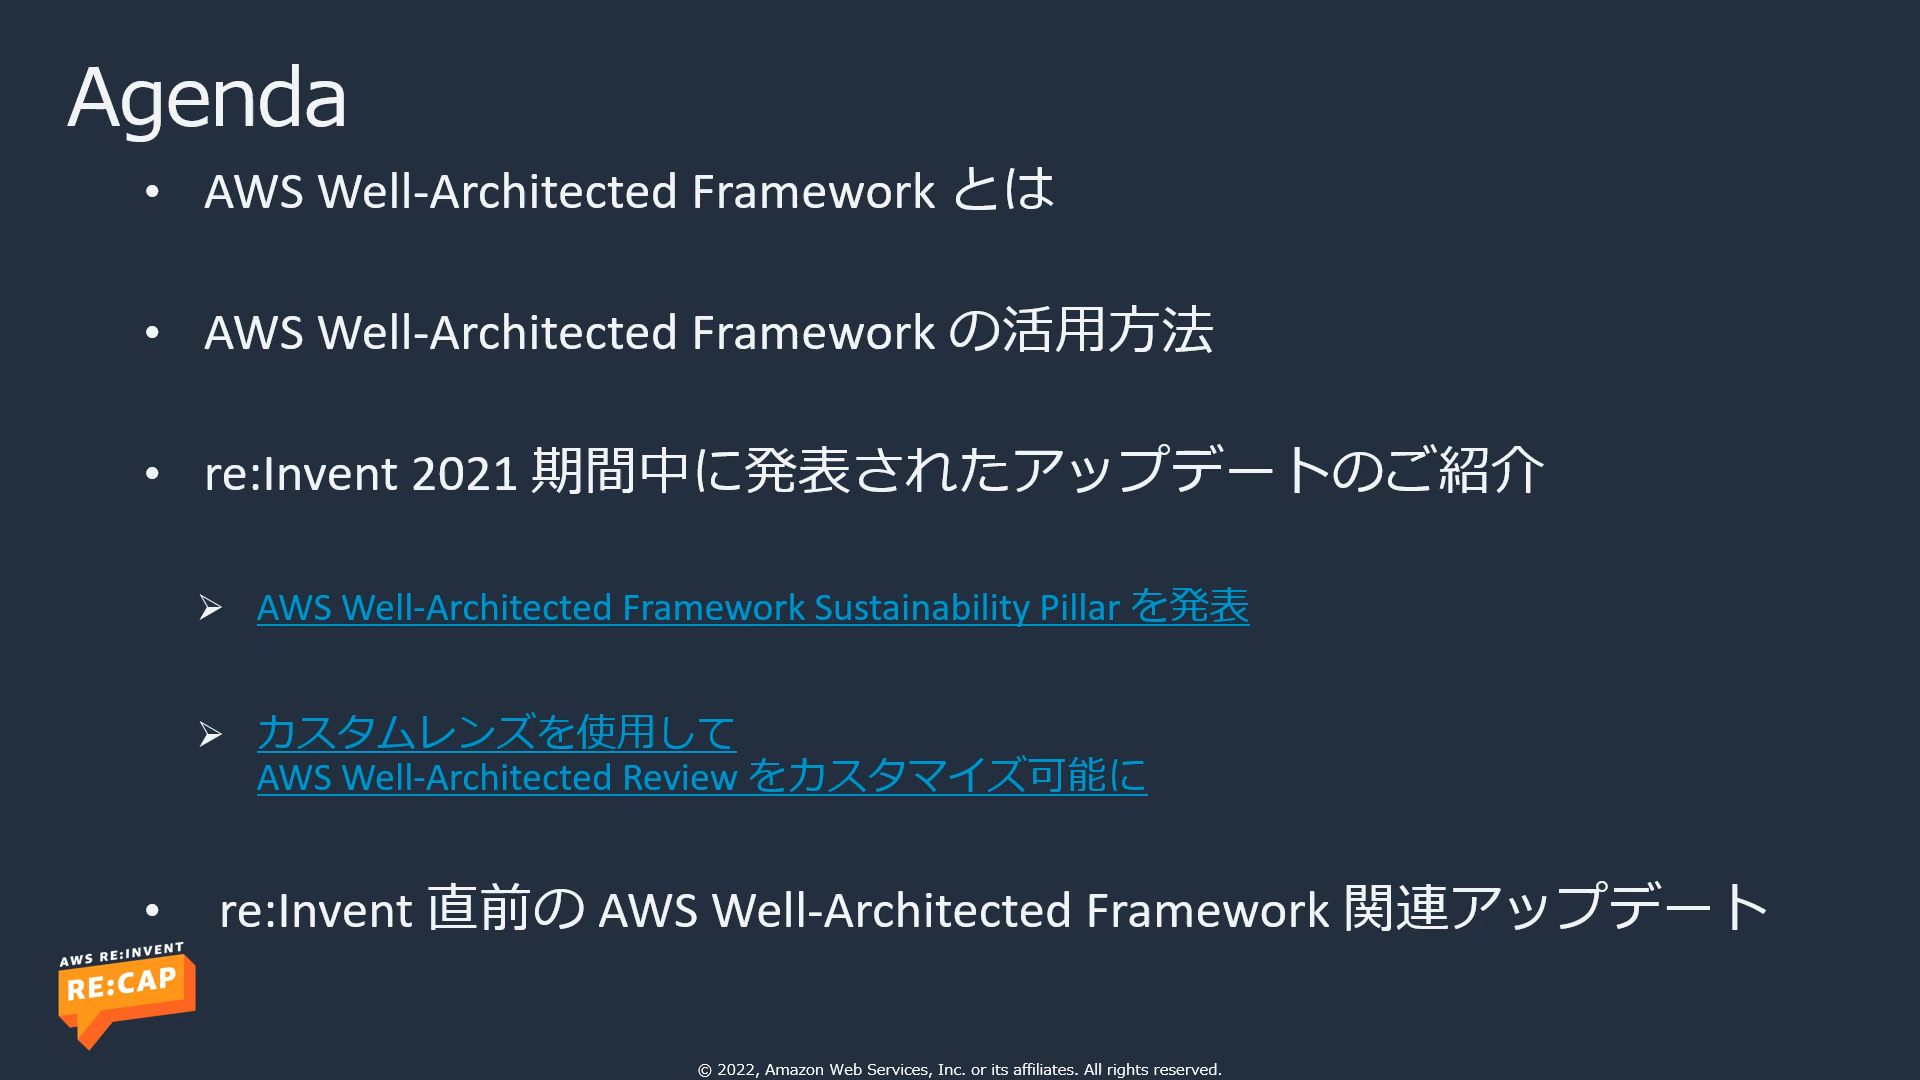 Agenda
• AWS Well-Architected Framework とは
• AWS Well-Architected Framework の活用方法
• re:Invent 2021 期間中に発表されたアップデートのご紹介
➢ AWS Well-Architected Framework Sustainability Pillar を発表
➢ カスタムレンズを使用して
AWS Well-Architected Review をカスタマイズ可能に
• re:Invent 直前の AWS Well-Architected Framework 関連アップデート
AWS RE:INVENT
RE:CAP
© 2022, Amazon Web Services, Inc. or its affiliates. All rights reserved.